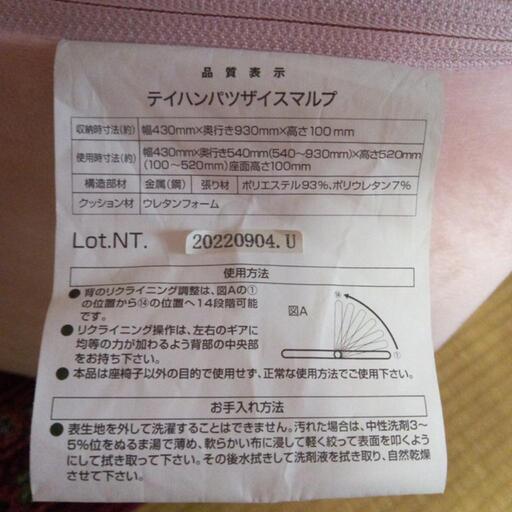 品質表示
テイハンパツザイスマルプ
収納時寸法(約) 幅430mm×奥行き930mm×高さ100mm
使用時寸法(約) 幅430mm×奥行き540mm(540～930mm)×高さ520mm
(100～520mm)座面高さ100mm
構造部材 金属(鋼) 張り材 ポリエステル93%、ポリウレタン7%
クッション材 ウレタンフォーム
Lot.NT. 20220904.U
使用方法
●背のリクライニング調整は、図Aの①
の位置から⑭の位置へ14段階可能
です。
●リクライニング操作は、左右のギアに
均等の力が加わるよう背部の中央部
をお持ち下さい。
図A
⑭
①
●本品は座椅子以外の目的で使用せず、正常な使用方法でご使用下さい。
お手入れ方法
●表生地を外して洗濯することはできません。汚れた場合は、中性洗剤3～
5%位をぬるま湯で薄め、軟らかい布に浸して軽く絞って表面を叩くように
にして拭き取って下さい。その後水拭きして洗剤液を拭き取り、自然乾燥
させて下さい。